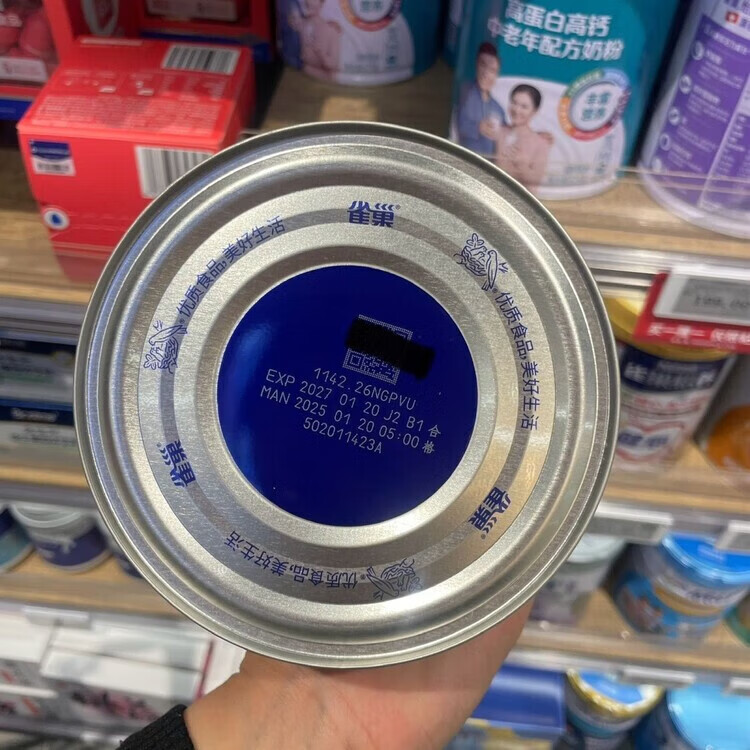 高蛋白高钙
中老年配方奶粉
雀巢®
优质食品,美好生活
优质食品,美好生活
1142.26NGPVU
EXP 2027 01 20 J2 B1 合
MAN 2025 01 20 05:00 格
502011423A
雀巢
雀巢
优质食品,美好生活